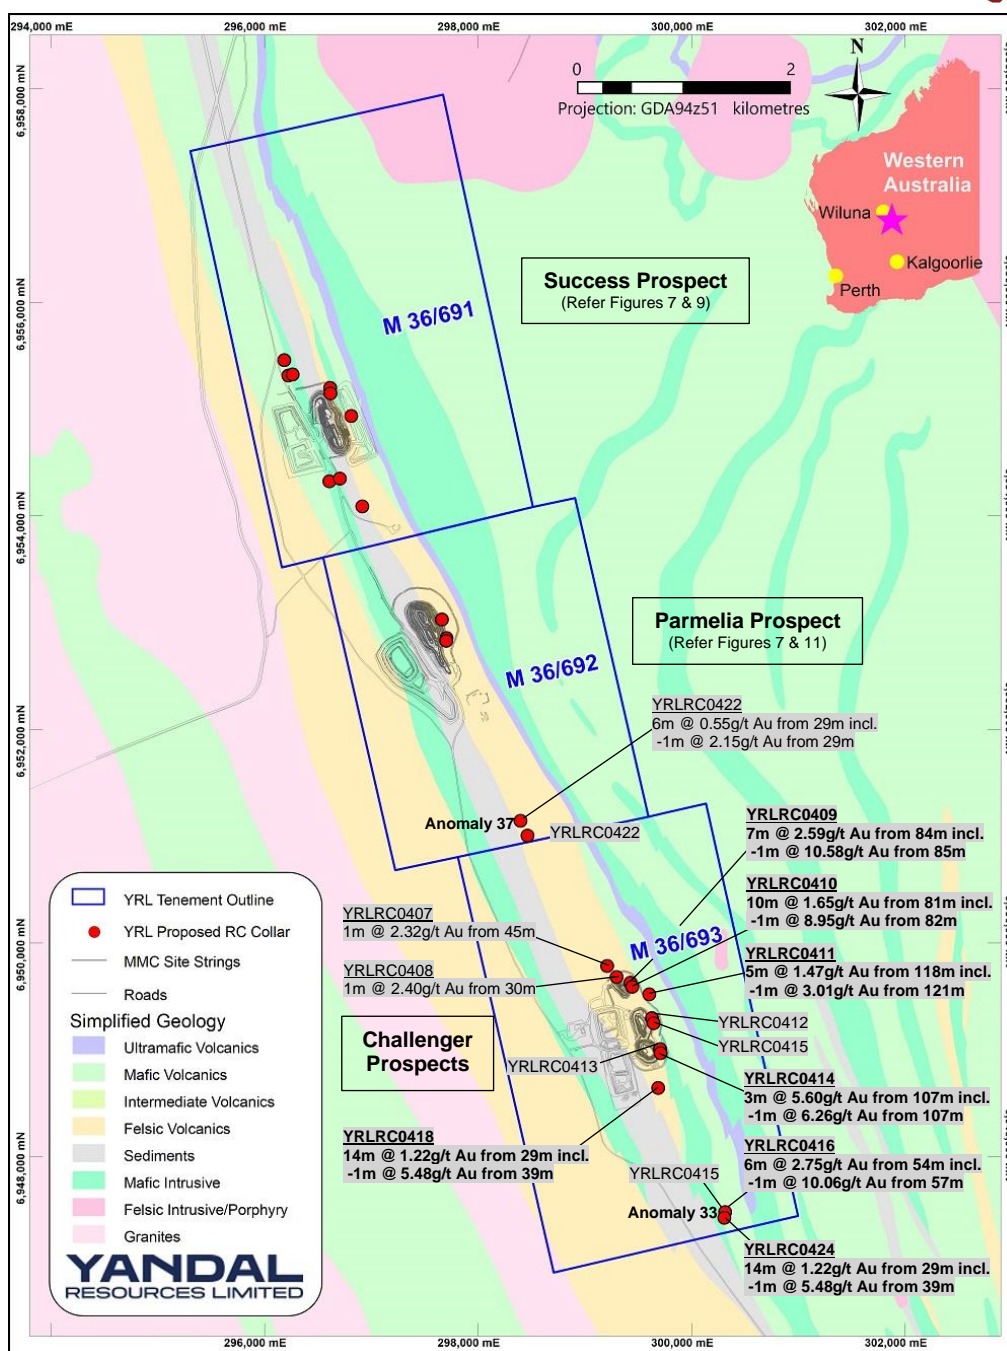 294,000 mE
296,000 mE
298,000 mE
300,000 mE
302,000 mE
6,958,000 mN
6,956,000 mN
6,954,000 mN
6,952,000 mN
6,950,000 mN
6,948,000 mN
0 2
Projection: GDA94z51 kilometres
N
Western
Australia
Wiluna
Kalgoorlie
Perth
Success Prospect
(Refer Figures 7 & 9)
M 36/691
Parmelia Prospect
(Refer Figures 7 & 11)
M 36/692
YRLRC0422
6m @ 0.55g/t Au from 29m incl.
-1m @ 2.15g/t Au from 29m
Anomaly 37
YRLRC0422
YRLRC0409
7m @ 2.59g/t Au from 84m incl.
-1m @ 10.58g/t Au from 85m
YRLRC0410
10m @ 1.65g/t Au from 81m incl.
-1m @ 8.95g/t Au from 82m
M 36/693
YRLRC0411
5m @ 1.47g/t Au from 118m incl.
-1m @ 3.01g/t Au from 121m
YRLRC0407
1m @ 2.32g/t Au from 45m
YRLRC0408
1m @ 2.40g/t Au from 30m
YRLRC0412
YRLRC0415
Challenger
Prospects
YRLRC0413
YRLRC0414
3m @ 5.60g/t Au from 107m incl.
-1m @ 6.26g/t Au from 107m
YRLRC0418
14m @ 1.22g/t Au from 29m incl.
-1m @ 5.48g/t Au from 39m
YRLRC0416
6m @ 2.75g/t Au from 54m incl.
-1m @ 10.06g/t Au from 57m
YRLRC0415
Anomaly 33
YRLRC0424
14m @ 1.22g/t Au from 29m incl.
-1m @ 5.48g/t Au from 39m
YRL Tenement Outline
YRL Proposed RC Collar
MMC Site Strings
Roads
Simplified Geology
Ultramafic Volcanics
Mafic Volcanics
Intermediate Volcanics
Felsic Volcanics
Sediments
Mafic Intrusive
Felsic Intrusive/Porphyry
Granites
YANDAL
RESOURCES LIMITED
296,000 mE
298,000 mE
300,000 mE
302,000 mE